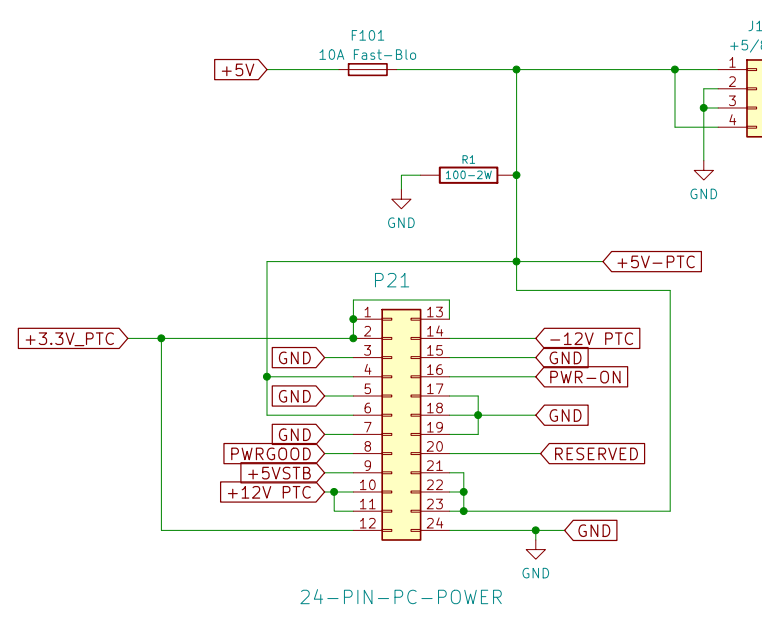 F101
10A Fast-Blo
J1
+5/
+5V
1
2
3
4
R1
100-2W
GND
GND
+5V-PTC
P21
1 13
+3.3V_PTC 2 14 -12V PTC
GND 3 15 GND
4 16 PWR-ON
GND 5 17
6 18 GND
GND 7 19
PWRGOOD 8 20 RESERVED
+5VSTB 9 21
+12V PTC 10 22
11 23
12 24 GND
GND
24-PIN-PC-POWER